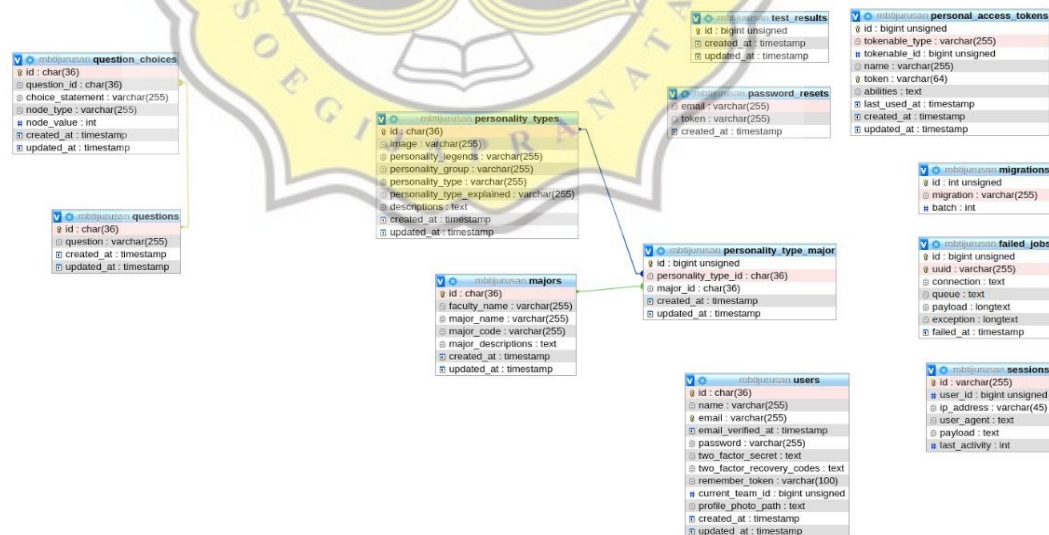 mbtijurusan question_choices
id : char(36)
question_id : char(36)
choice_statement : varchar(255)
node_type : varchar(255)
node_value : int
created_at : timestamp
updated_at : timestamp
mbtijurusan questions
id : char(36)
question : varchar(255)
created_at : timestamp
updated_at : timestamp
mbtijurusan personality_types
id : char(36)
image : varchar(255)
personality_legends : varchar(255)
personality_group : varchar(255)
personality_type : varchar(255)
personality_type_explained : varchar(255)
descriptions : text
created_at : timestamp
updated_at : timestamp
mbtijurusan majors
id : char(36)
faculty_name : varchar(255)
major_name : varchar(255)
major_code : varchar(255)
major_descriptions : text
created_at : timestamp
updated_at : timestamp
mbtijurusan test_results
id : bigint unsigned
created_at : timestamp
updated_at : timestamp
mbtijurusan password_resets
email : varchar(255)
token : varchar(255)
created_at : timestamp
mbtijurusan personality_type_major
id : bigint unsigned
personality_type_id : char(36)
major_id : char(36)
created_at : timestamp
updated_at : timestamp
mbtijurusan users
id : char(36)
name : varchar(255)
email : varchar(255)
email_verified_at : timestamp
password : varchar(255)
two_factor_secret : text
two_factor_recovery_codes : text
remember_token : varchar(100)
current_team_id : bigint unsigned
profile_photo_path : text
created_at : timestamp
updated_at : timestamp
mbtijurusan personal_access_tokens
id : bigint unsigned
tokenable_type : varchar(255)
tokenable_id : bigint unsigned
name : varchar(255)
token : varchar(64)
abilities : text
last_used_at : timestamp
created_at : timestamp
updated_at : timestamp
mbtijurusan migrations
id : int unsigned
migration : varchar(255)
batch : int
mbtijurusan failed_jobs
id : bigint unsigned
uuid : varchar(255)
connection : text
queue : text
payload : longtext
exception : longtext
failed_at : timestamp
mbtijurusan sessions
id : varchar(255)
user_id : bigint unsigned
ip_address : varchar(45)
user_agent : text
payload : text
last_activity : int
OEGIJAPRANAT